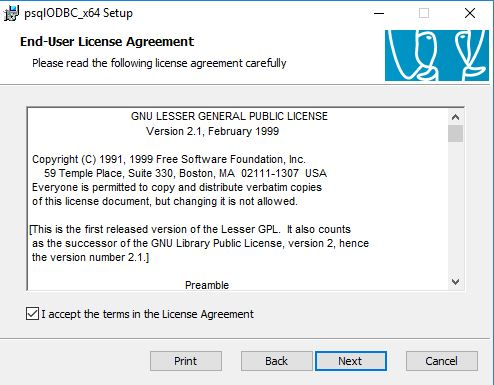 psqlODBC_x64 Setup
End-User License Agreement
Please read the following license agreement carefully
GNU LESSER GENERAL PUBLIC LICENSE
Version 2.1, February 1999
Copyright (C) 1991, 1999 Free Software Foundation, Inc.
59 Temple Place, Suite 330, Boston, MA  02111-1307  USA
Everyone is permitted to copy and distribute verbatim copies
of this license document, but changing it is not allowed.
[This is the first released version of the Lesser GPL.  It also counts
as the successor of the GNU Library Public License, version 2, hence
the version number 2.1.]
Preamble
I accept the terms in the License Agreement
Print Back Next Cancel